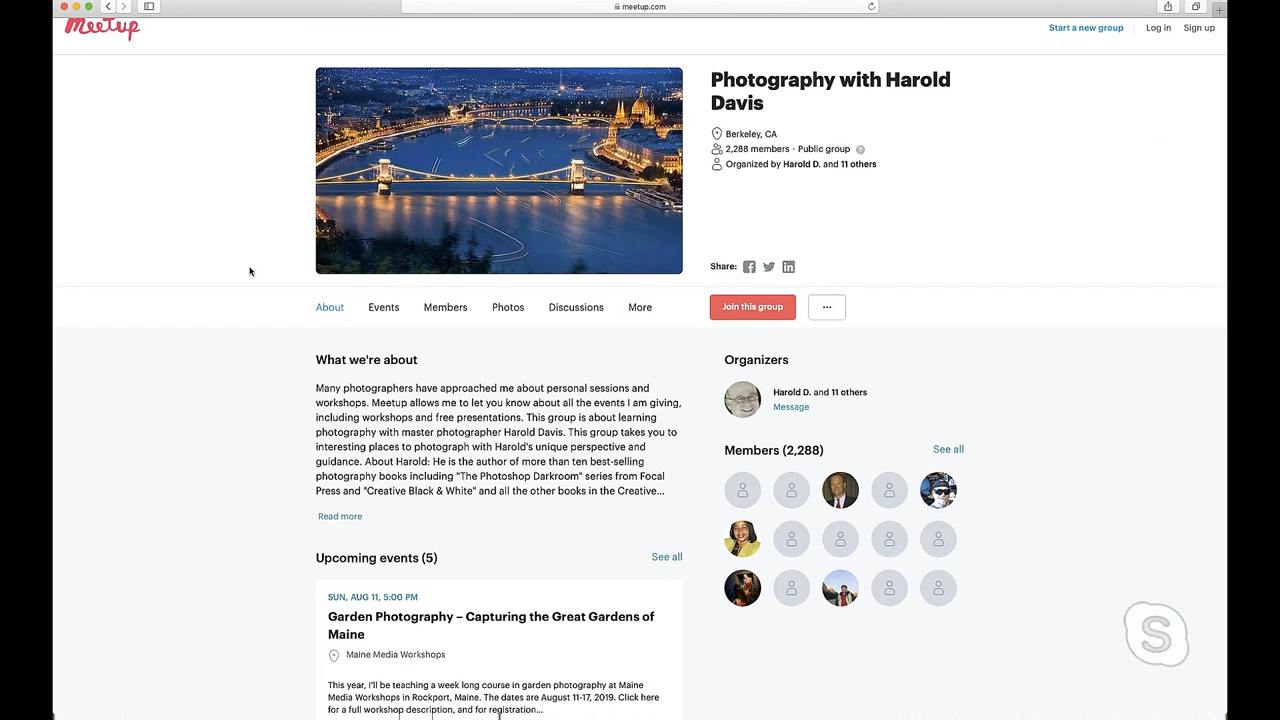 meetup.com
Meetup
Start a new group
Log in
Sign up
Photography with Harold
Davis
Berkeley, CA
2,288 members · Public group
Organized by Harold D. and 11 others
Share:
About
Events
Members
Photos
Discussions
More
Join this group
...
What we're about
Many photographers have approached me about personal sessions and
workshops. Meetup allows me to let you know about all the events I am giving,
including workshops and free presentations. This group is about learning
photography with master photographer Harold Davis. This group takes you to
interesting places to photograph with Harold's unique perspective and
guidance. About Harold: He is the author of more than ten best-selling
photography books including "The Photoshop Darkroom" series from Focal
Press and "Creative Black & White" and all the other books in the Creative...
Read more
Upcoming events (5)
See all
SUN, AUG 11, 5:00 PM
Garden Photography – Capturing the Great Gardens of
Maine
Maine Media Workshops
This year, I'll be teaching a week long course in garden photography at Maine
Media Workshops in Rockport, Maine. The dates are August 11-17, 2019. Click here
for a full workshop description, and for registration...
Organizers
Harold D. and 11 others
Message
Members (2,288)
See all
S